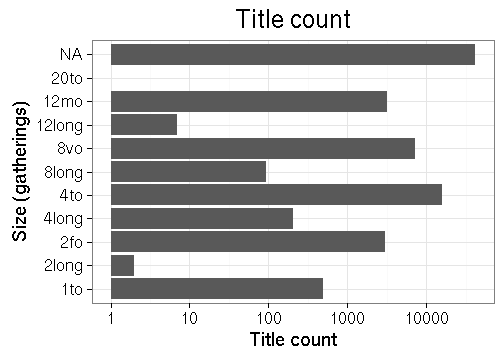 Title count
NA
20to
12mo
12long
8vo
8long
4to
4long
2fo
2long
1to
Size (gatherings)
1 10 100 1000 10000
Title count